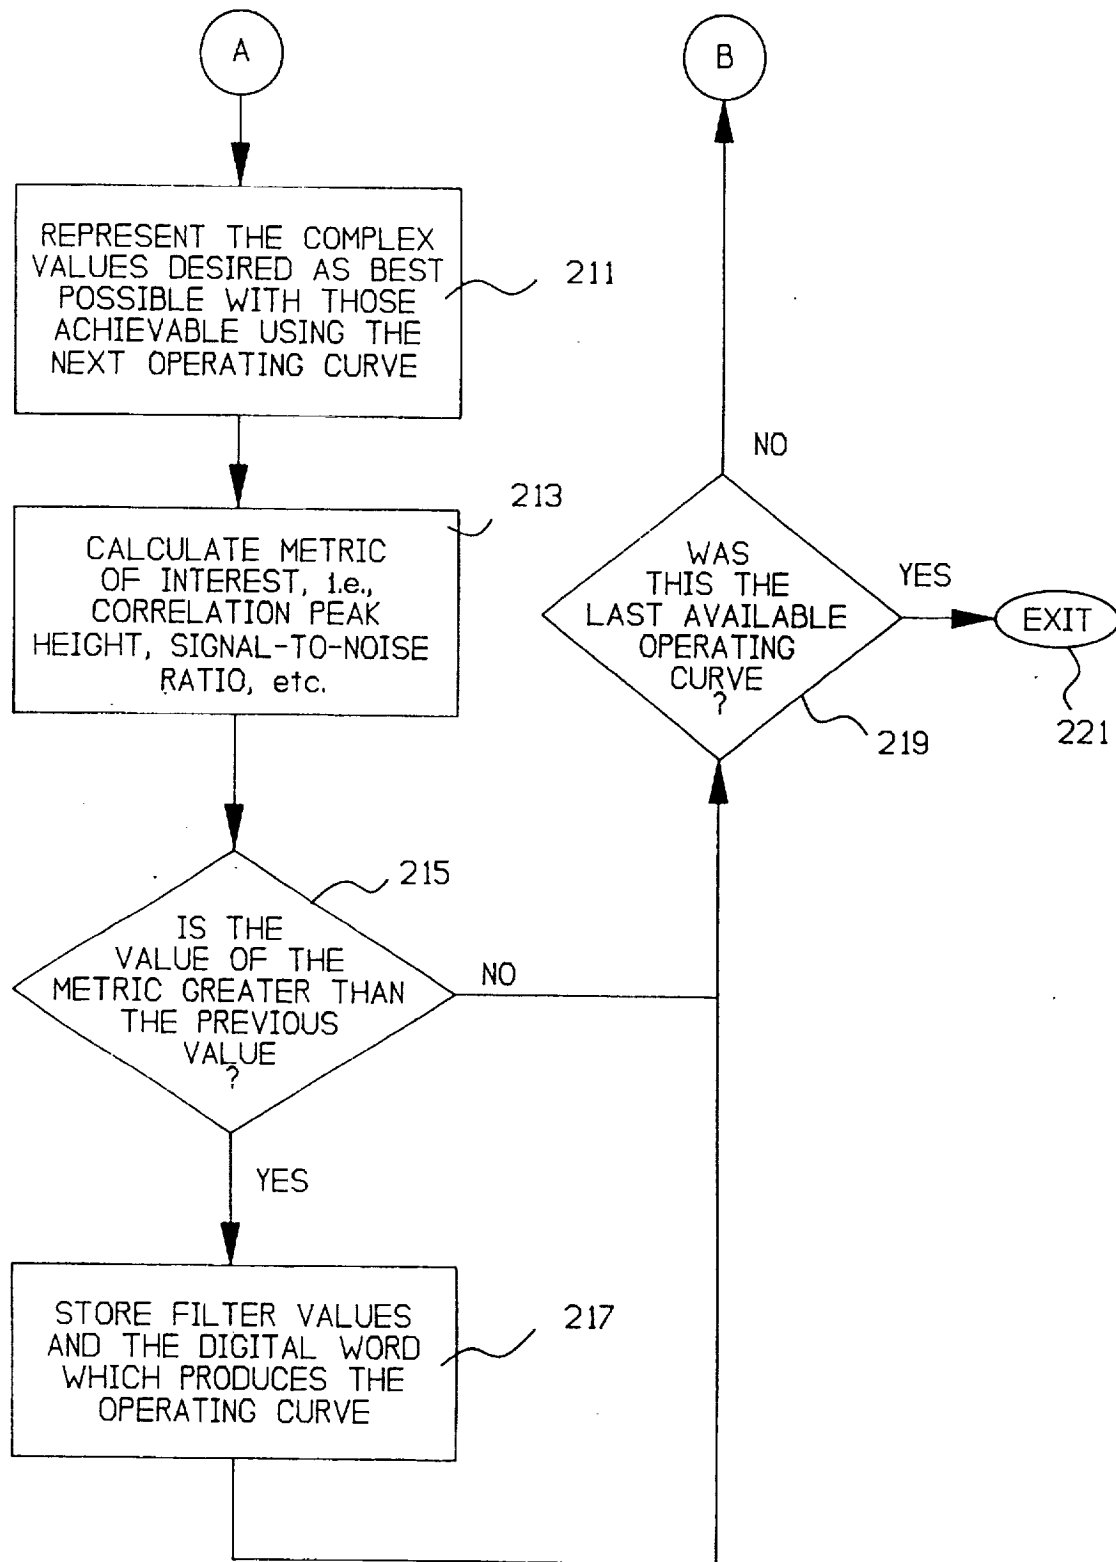 A
REPRESENT THE COMPLEX
VALUES DESIRED AS BEST
POSSIBLE WITH THOSE
ACHIEVABLE USING THE
NEXT OPERATING CURVE
211
CALCULATE METRIC
OF INTEREST, i.e.,
CORRELATION PEAK
HEIGHT, SIGNAL-TO-NOISE
RATIO, etc.
213
IS THE
VALUE OF THE
METRIC GREATER THAN
THE PREVIOUS
VALUE
?
215
NO
YES
STORE FILTER VALUES
AND THE DIGITAL WORD
WHICH PRODUCES THE
OPERATING CURVE
217
B
NO
WAS
THIS THE
LAST AVAILABLE
OPERATING
CURVE
?
219
YES
EXIT
221